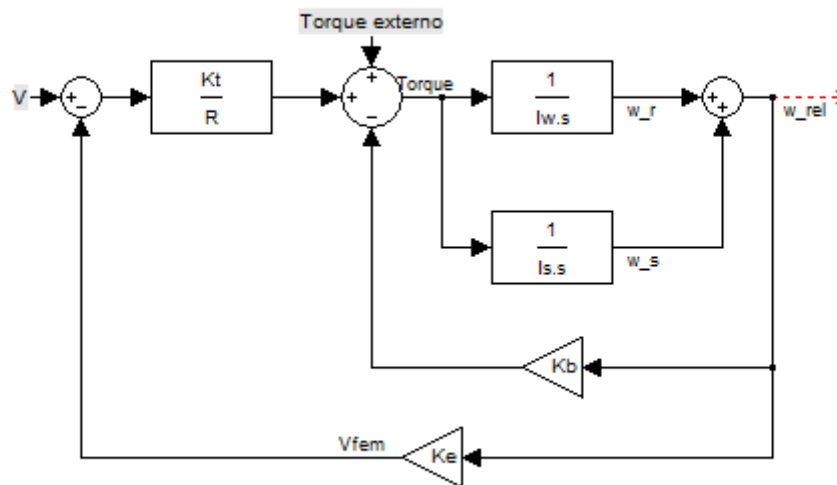 Torque externo
V
+
−
Kt
R
+
+
−
Torque
1
Iw.s
w_r
+
+
w_rel
1
Is.s
w_s
Kb
Vfem
Ke